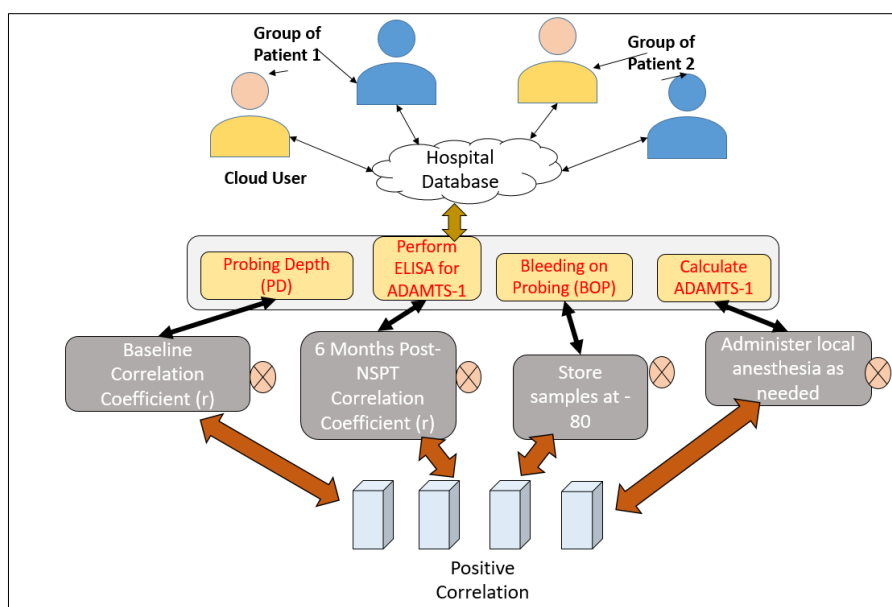 Group of
Patient 1
Group of
Patient 2
Cloud User
Hospital
Database
Probing Depth
(PD)
Perform
ELISA for
ADAMTS-1
Bleeding on
Probing (BOP)
Calculate
ADAMTS-1
Baseline
Correlation
Coefficient (r)
6 Months Post-
NSPT
Correlation
Coefficient (r)
Store
samples at -
80
Administer local
anesthesia as
needed
Positive
Correlation